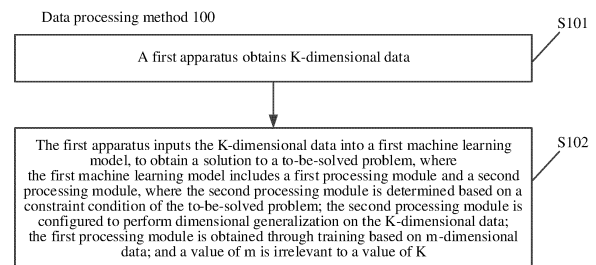 Data processing method 100
S101
A first apparatus obtains K-dimensional data
S102
The first apparatus inputs the K-dimensional data into a first machine learning
model, to obtain a solution to a to-be-solved problem, where
the first machine learning model includes a first processing module and a second
processing module, where the second processing module is determined based on a
constraint condition of the to-be-solved problem; the second processing module is
configured to perform dimensional generalization on the K-dimensional data;
the first processing module is obtained through training based on m-dimensional
data; and a value of m is irrelevant to a value of K